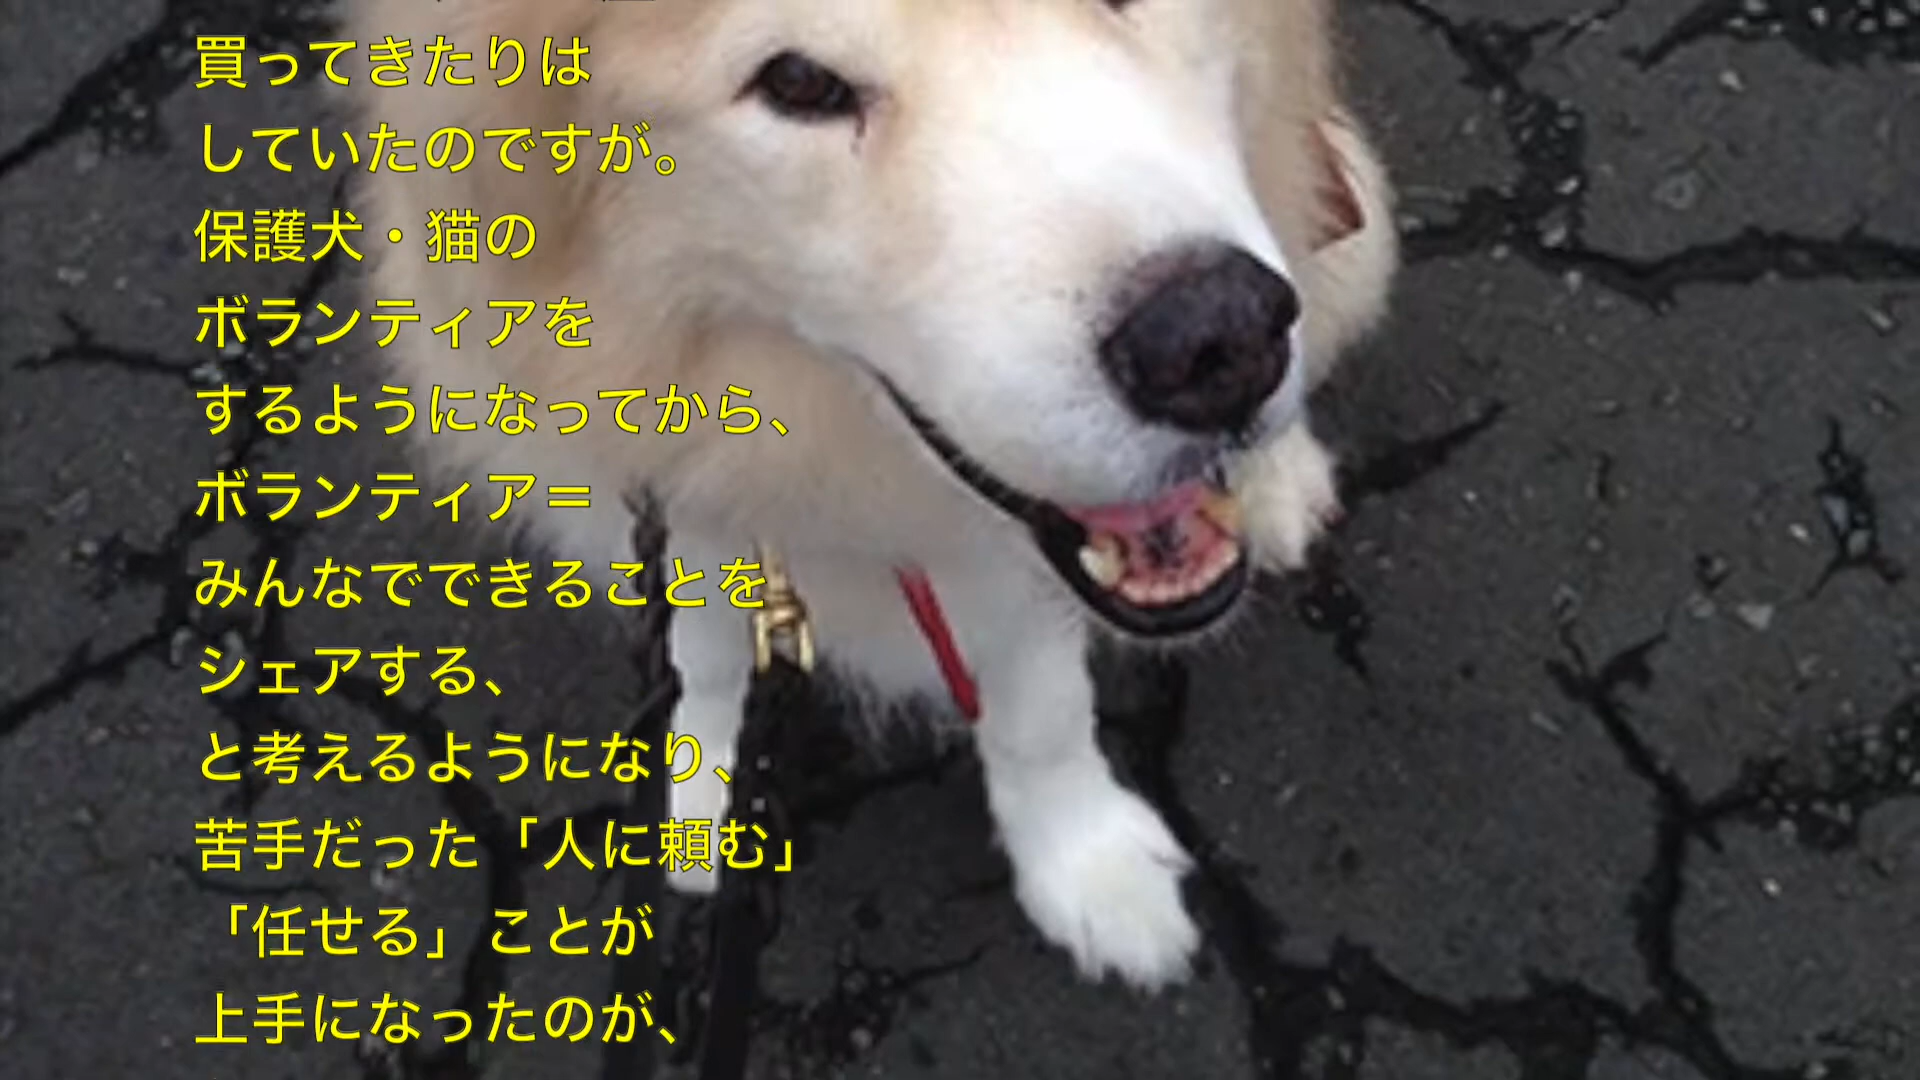 買ってきたりは
していたのですが。
保護犬・猫の
ボランティアを
するようになってから、
ボランティア＝
みんなでできることを
シェアする、
と考えるようになり、
苦手だった「人に頼む」
「任せる」ことが
上手になったのが、